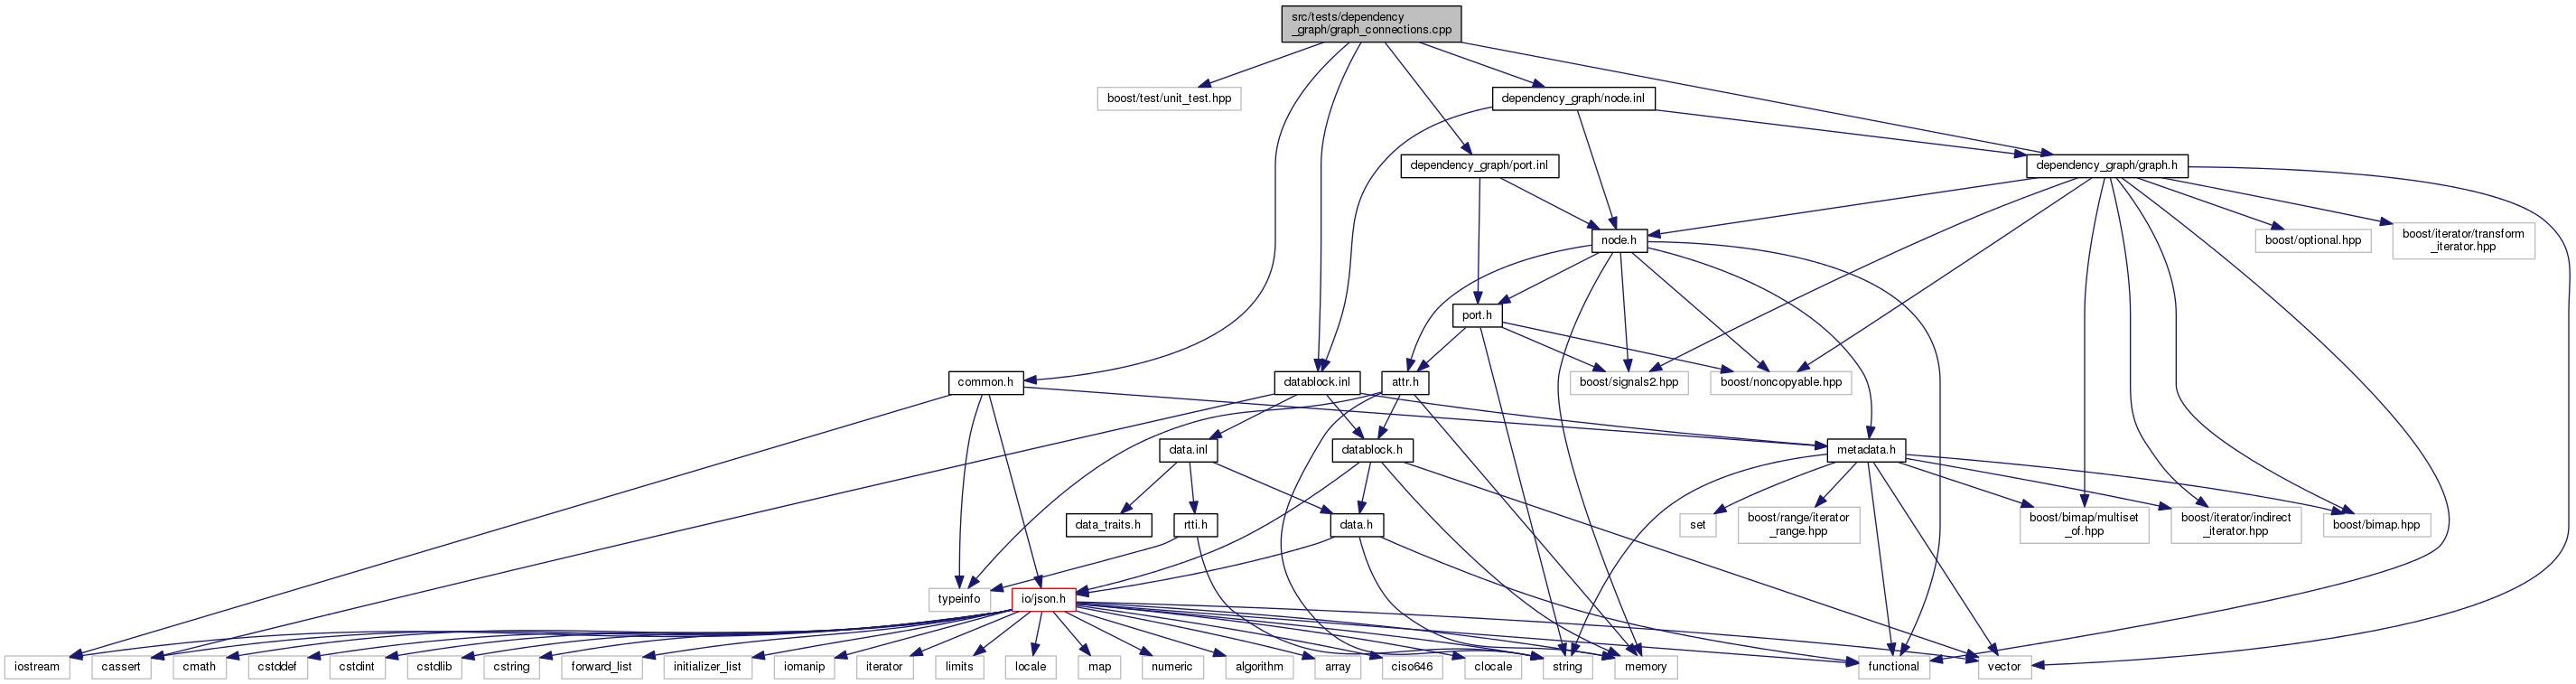 src/tests/dependency
_graph/graph_connections.cpp
boost/test/unit_test.hpp
dependency_graph/node.inl
dependency_graph/port.inl
dependency_graph/graph.h
node.h
boost/optional.hpp
boost/iterator/transform
_iterator.hpp
port.h
common.h
datablock.inl
attr.h
boost/signals2.hpp
boost/noncopyable.hpp
data.inl
datablock.h
metadata.h
data_traits.h
rtti.h
data.h
set
boost/range/iterator
_range.hpp
boost/bimap/multiset
_of.hpp
boost/iterator/indirect
_iterator.hpp
boost/bimap.hpp
typeinfo
io/json.h
iostream
cassert
cmath
cstddef
cstdint
cstdlib
cstring
forward_list
initializer_list
iomanip
iterator
limits
locale
map
numeric
algorithm
array
ciso646
clocale
string
memory
functional
vector